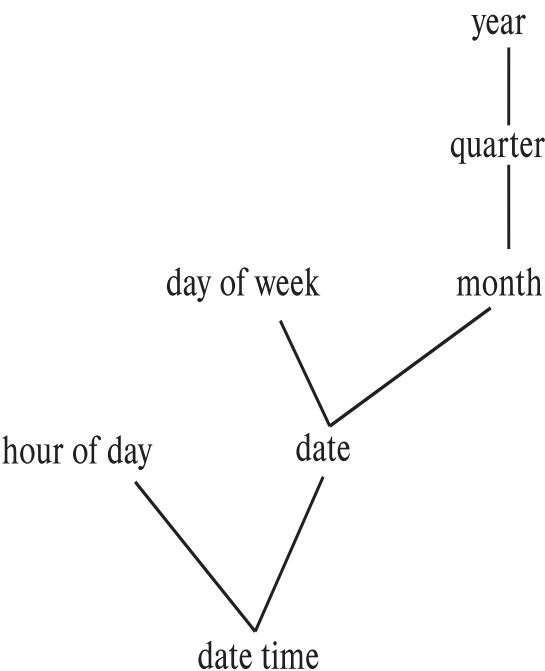 year
quarter
day of week
month
hour of day
date
date time